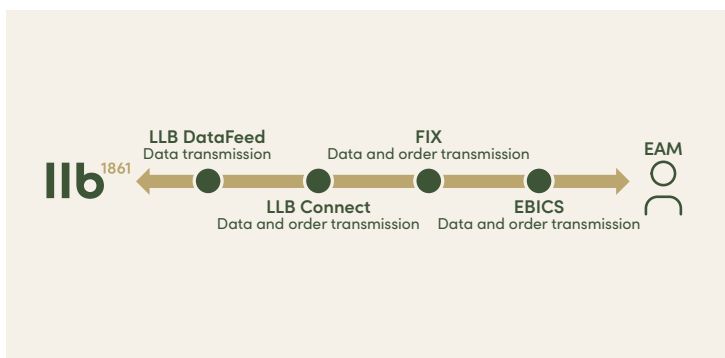 LLB DataFeed
Data transmission
FIX
Data and order transmission
EAM
llb 1861
LLB Connect
Data and order transmission
EBICS
Data and order transmission